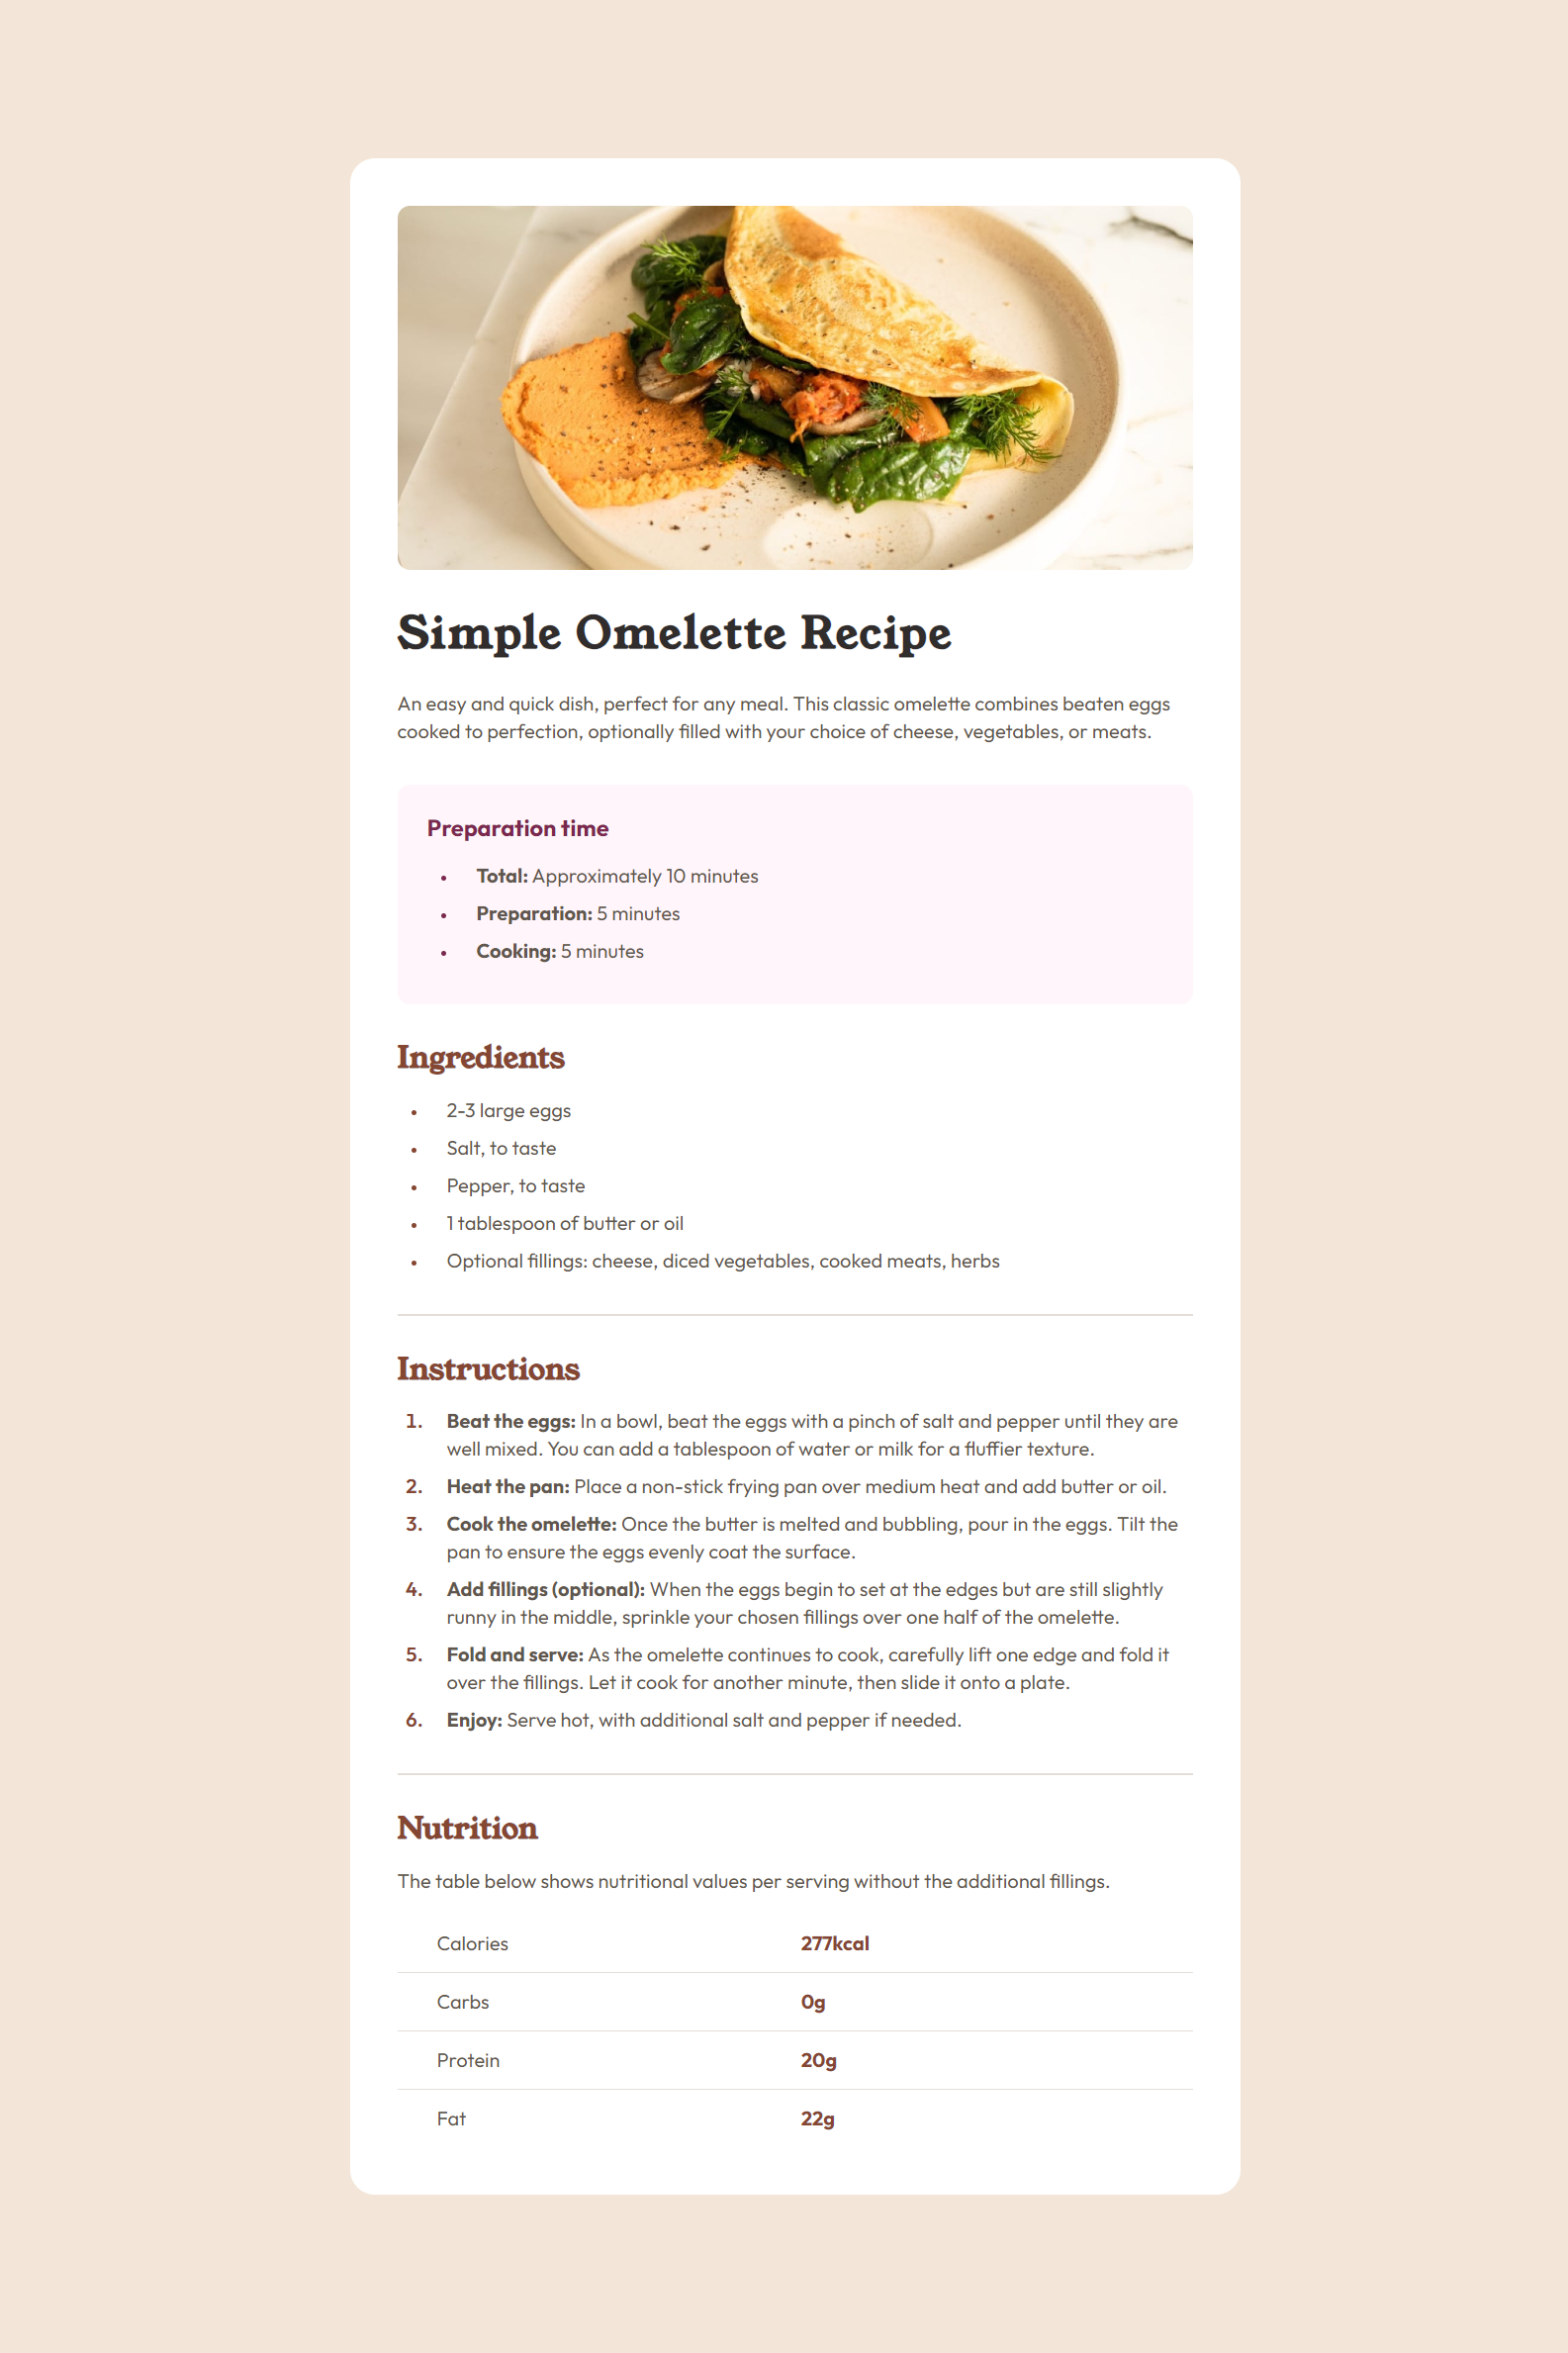 Simple Omelette Recipe
An easy and quick dish, perfect for any meal. This classic omelette combines beaten eggs
cooked to perfection, optionally filled with your choice of cheese, vegetables, or meats.
Preparation time
• Total: Approximately 10 minutes
• Preparation: 5 minutes
• Cooking: 5 minutes
Ingredients
• 2-3 large eggs
• Salt, to taste
• Pepper, to taste
• 1 tablespoon of butter or oil
• Optional fillings: cheese, diced vegetables, cooked meats, herbs
Instructions
1. Beat the eggs: In a bowl, beat the eggs with a pinch of salt and pepper until they are
well mixed. You can add a tablespoon of water or milk for a fluffier texture.
2. Heat the pan: Place a non-stick frying pan over medium heat and add butter or oil.
3. Cook the omelette: Once the butter is melted and bubbling, pour in the eggs. Tilt the
pan to ensure the eggs evenly coat the surface.
4. Add fillings (optional): When the eggs begin to set at the edges but are still slightly
runny in the middle, sprinkle your chosen fillings over one half of the omelette.
5. Fold and serve: As the omelette continues to cook, carefully lift one edge and fold it
over the fillings. Let it cook for another minute, then slide it onto a plate.
6. Enjoy: Serve hot, with additional salt and pepper if needed.
Nutrition
The table below shows nutritional values per serving without the additional fillings.
Calories 277kcal
Carbs 0g
Protein 20g
Fat 22g